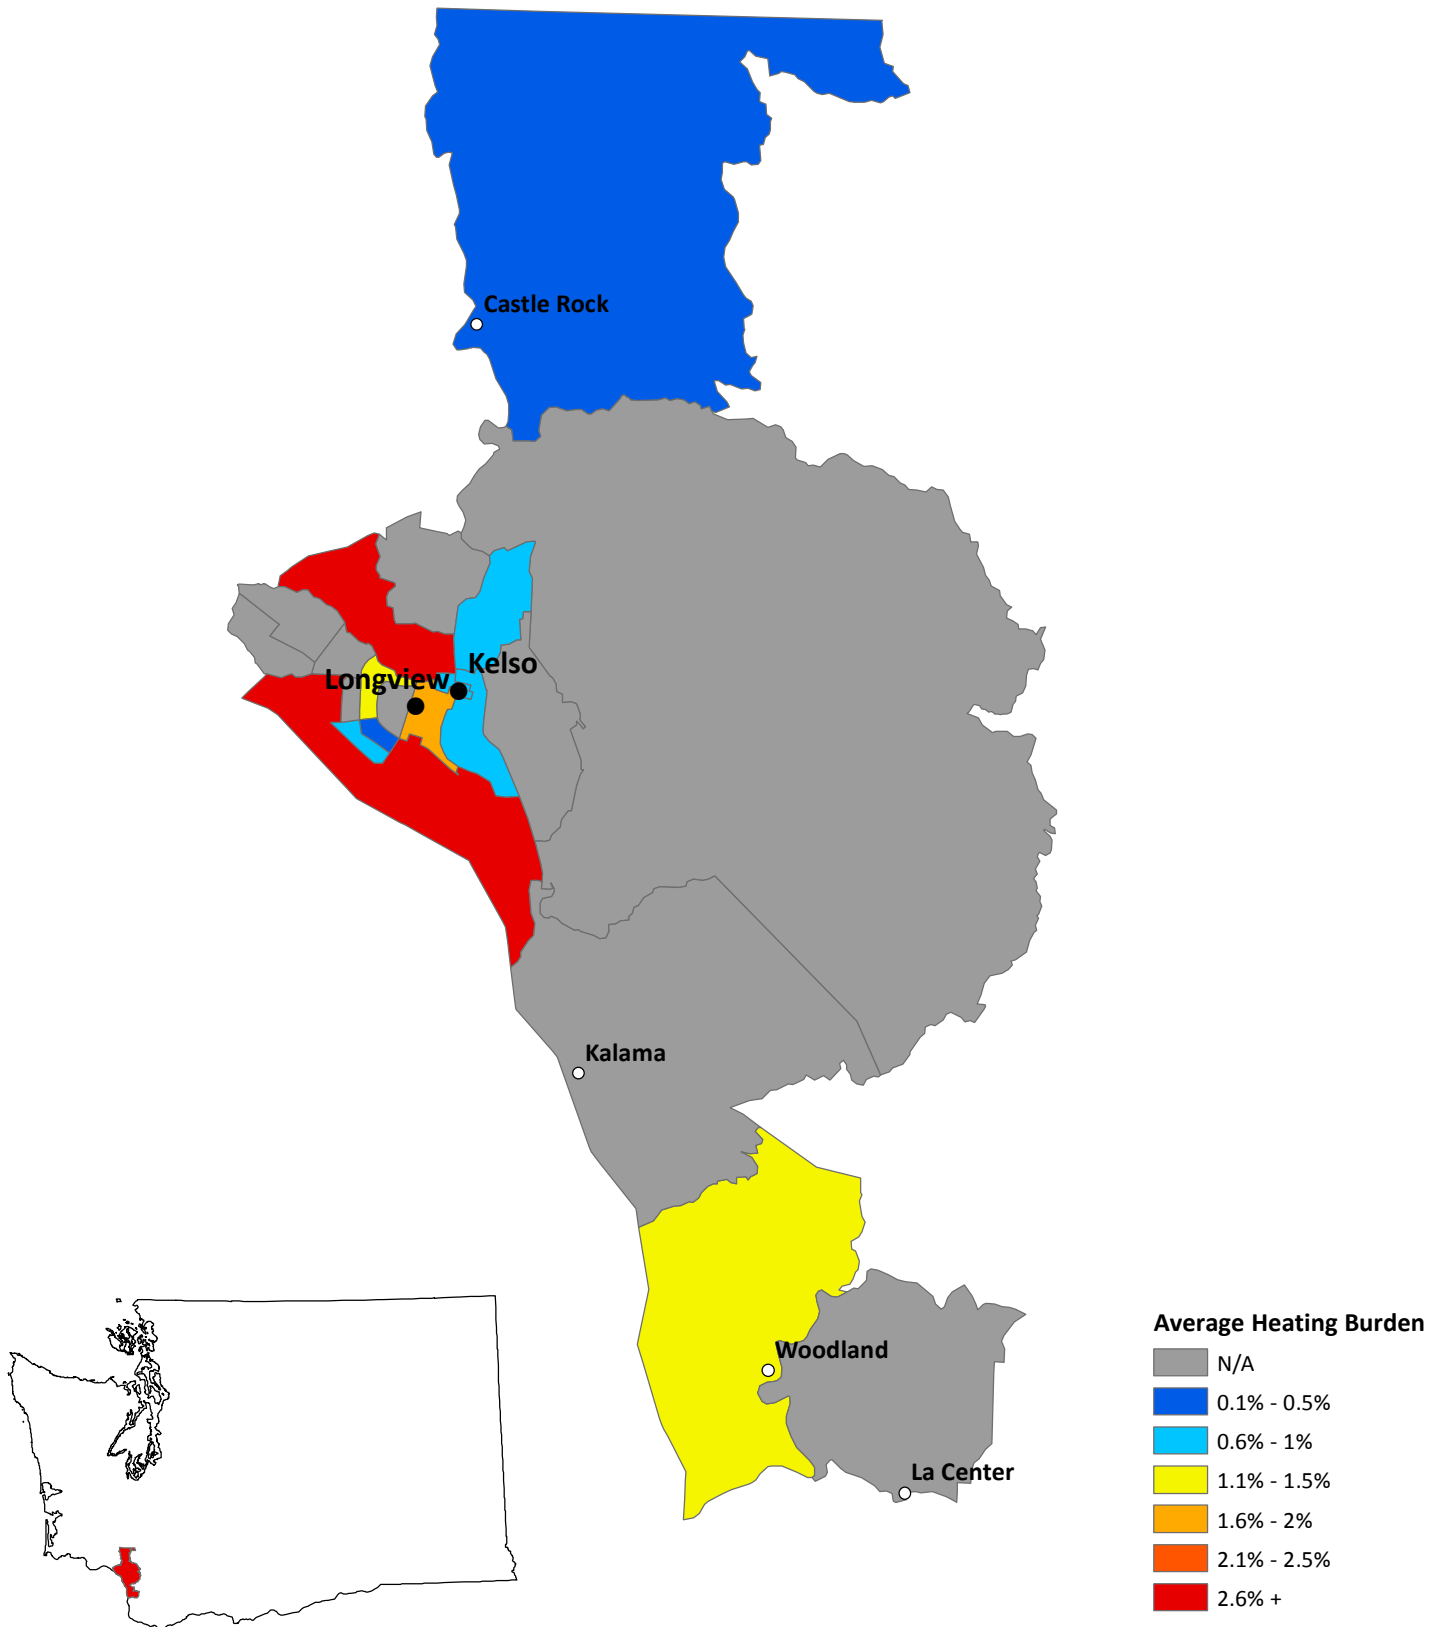 Castle Rock
Kelso
Longview
Kalama
Woodland
La Center
Average Heating Burden
N/A
0.1% - 0.5%
0.6% - 1%
1.1% - 1.5%
1.6% - 2%
2.1% - 2.5%
2.6% +